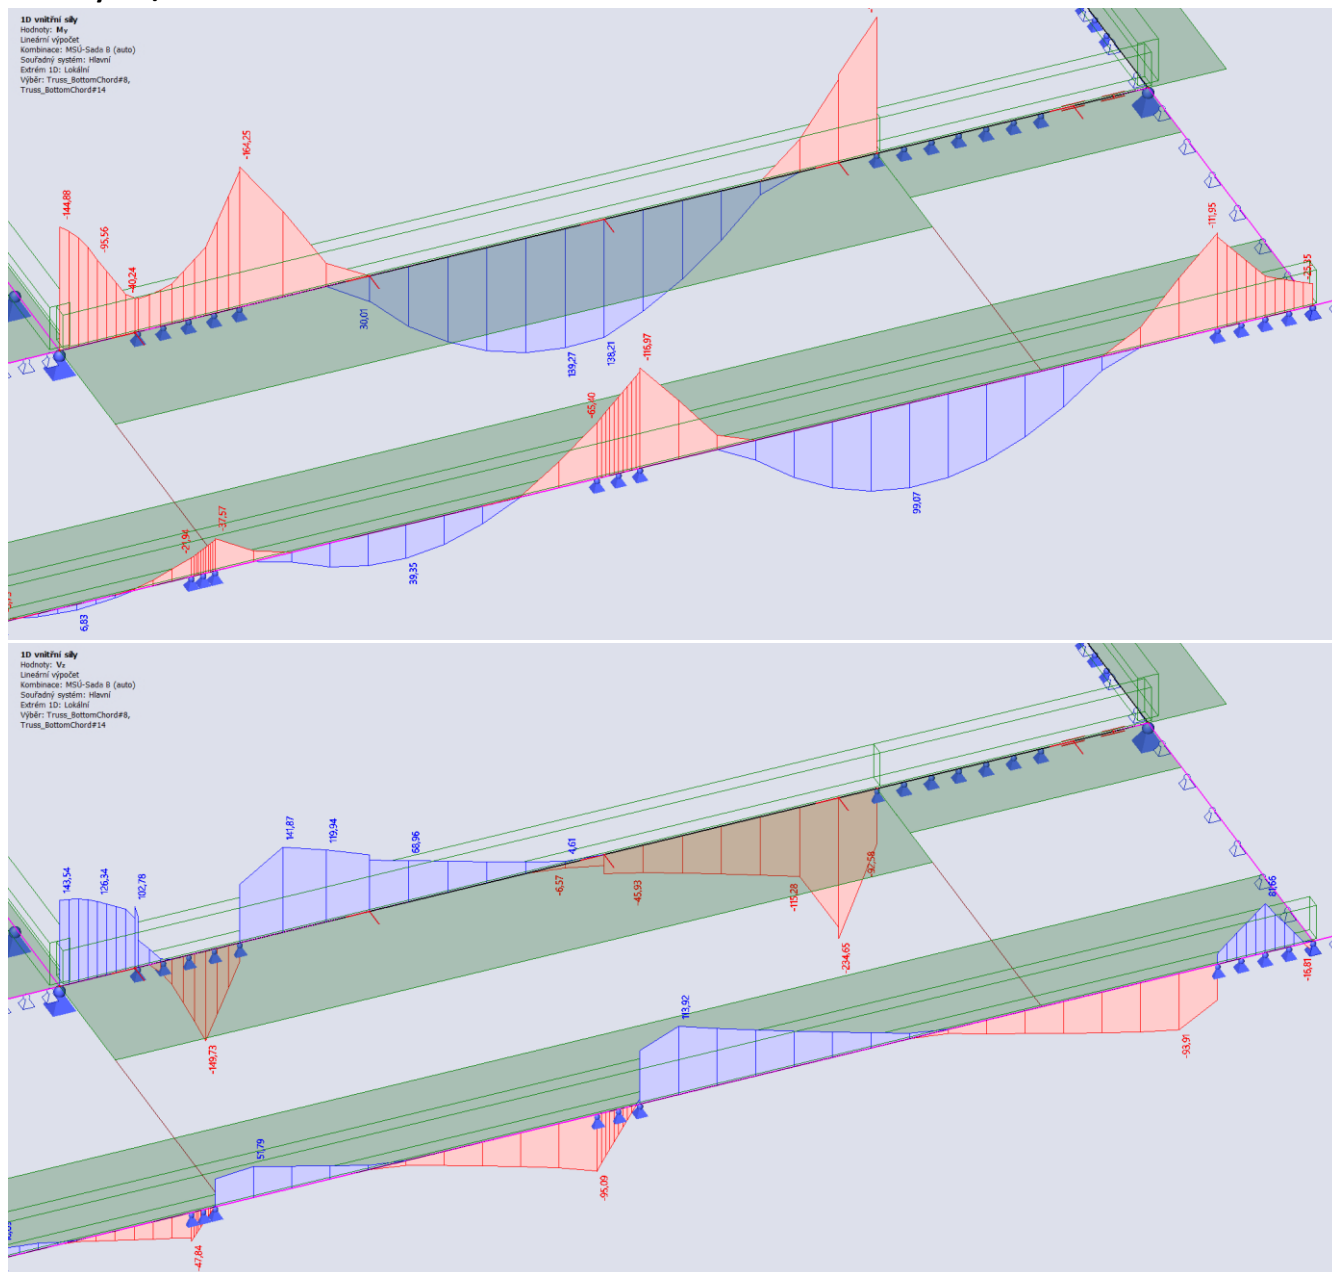 1D vnitřní síly
Hodnoty: My
Lineární výpočet
Kombinace: MSÚ-Sada B (auto)
Souřadný systém: Hlavní
Extrém 1D: Lokální
Výběr: Truss_BottomChord#8,
Truss_BottomChord#14
-144,88
-95,56
-40,24
-164,25
30,01
139,27
138,21
-111,95
-25,35
-116,97
-65,40
99,07
-37,57
-21,94
39,35
6,83
1D vnitřní síly
Hodnoty: Vz
Lineární výpočet
Kombinace: MSÚ-Sada B (auto)
Souřadný systém: Hlavní
Extrém 1D: Lokální
Výběr: Truss_BottomChord#8,
Truss_BottomChord#14
143,54
126,34
102,78
-149,73
141,87
119,94
68,96
4,61
-6,57
-45,93
-115,28
-234,65
-92,58
81,66
-16,81
113,92
-93,91
51,79
-95,09
-47,84